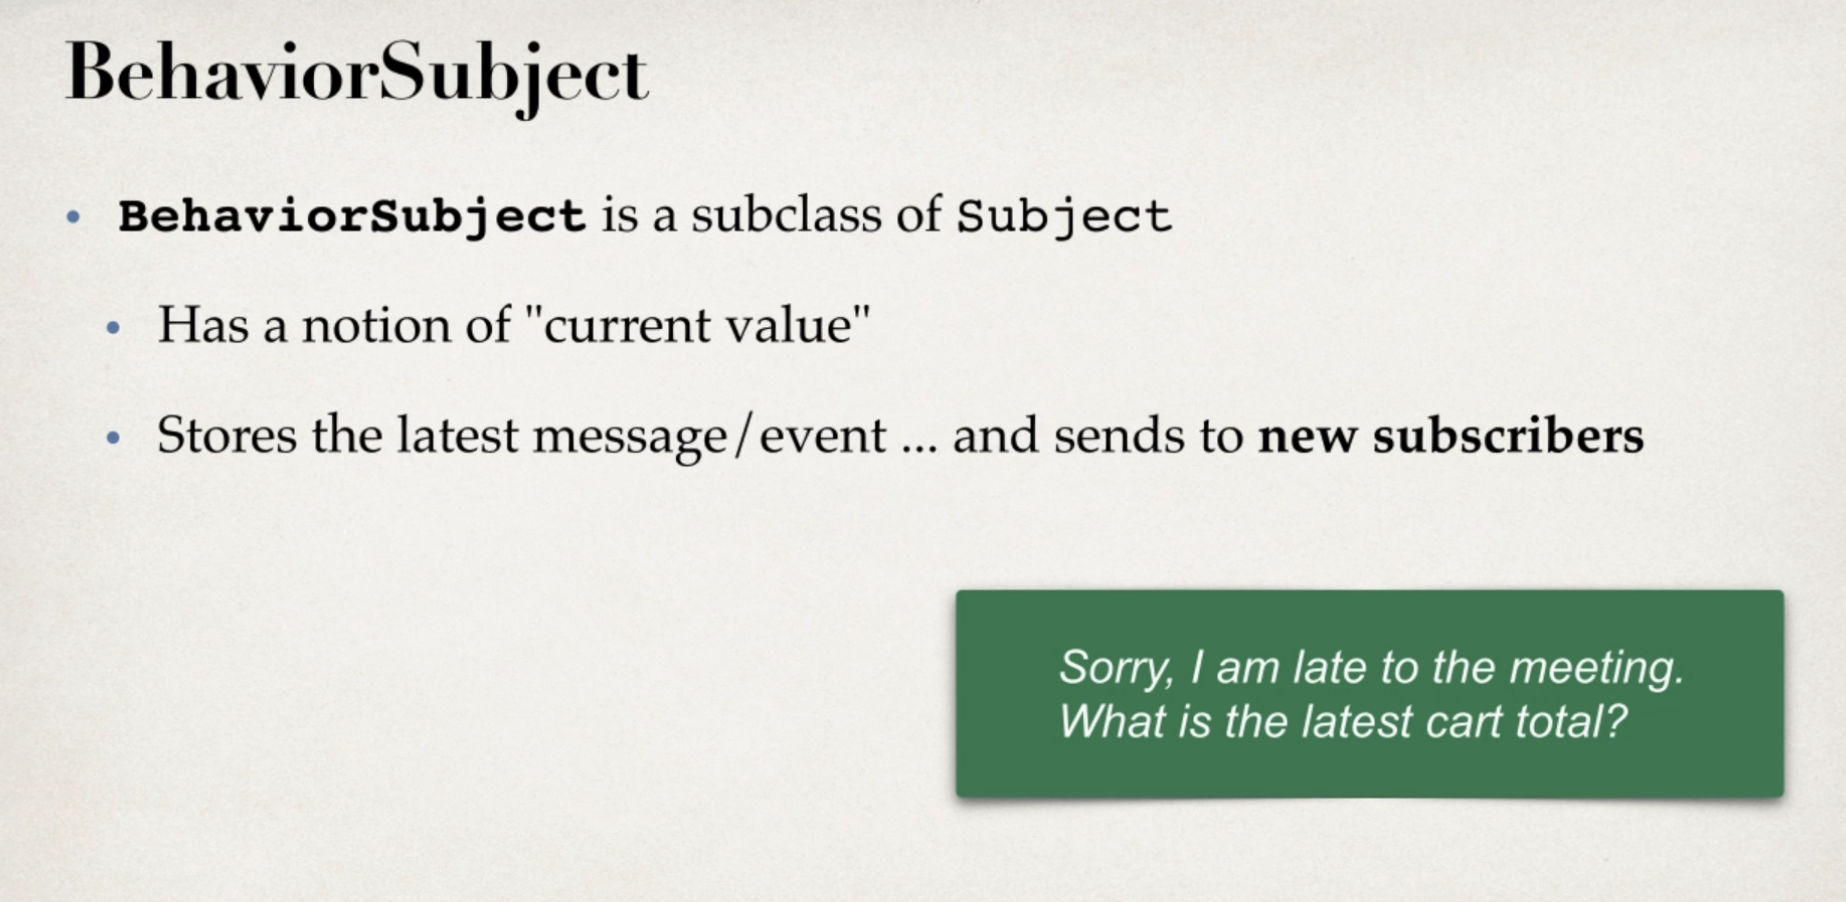 BehaviorSubject
• BehaviorSubject is a subclass of Subject
• Has a notion of "current value"
• Stores the latest message/event ... and sends to new subscribers
Sorry, I am late to the meeting.
What is the latest cart total?